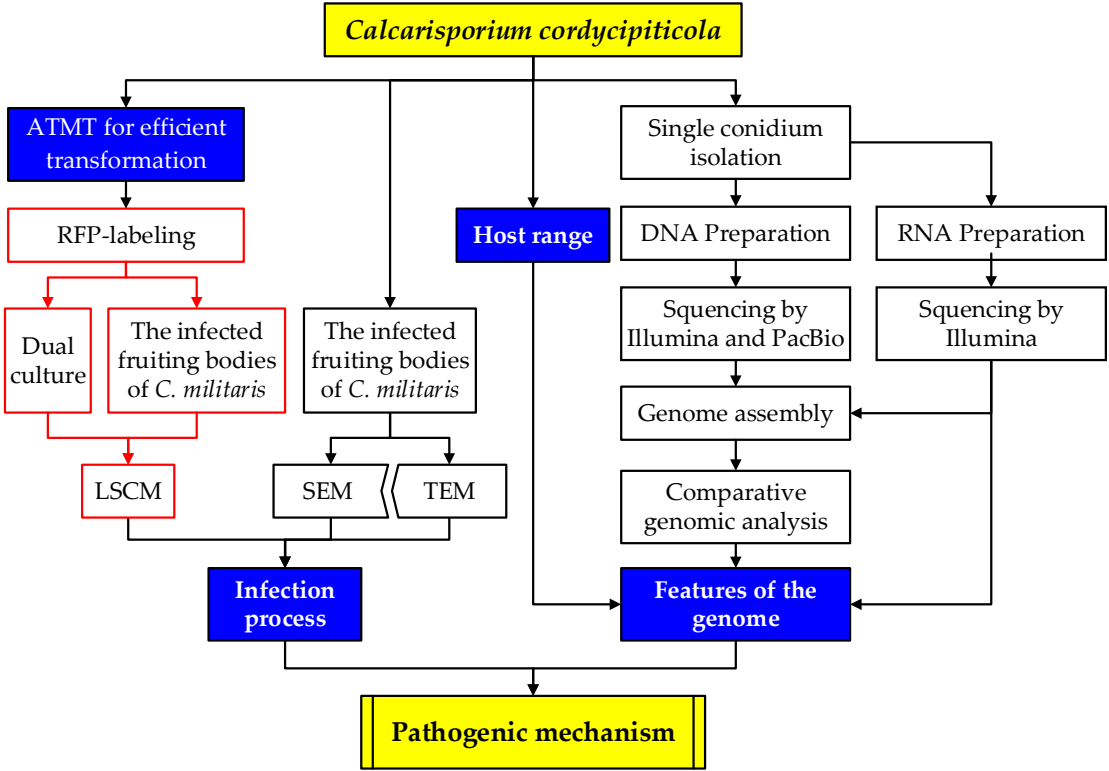 Calcarisporium cordycipiticola
ATMT for efficient
transformation
Single conidium
isolation
RFP-labeling
Host range
DNA Preparation
RNA Preparation
Dual
culture
The infected
fruiting bodies
of C. militaris
The infected
fruiting bodies
of C. militaris
Squencing by
Illumina and PacBio
Squencing by
Illumina
Genome assembly
LSCM
SEM
TEM
Comparative
genomic analysis
Infection
process
Features of the
genome
Pathogenic mechanism